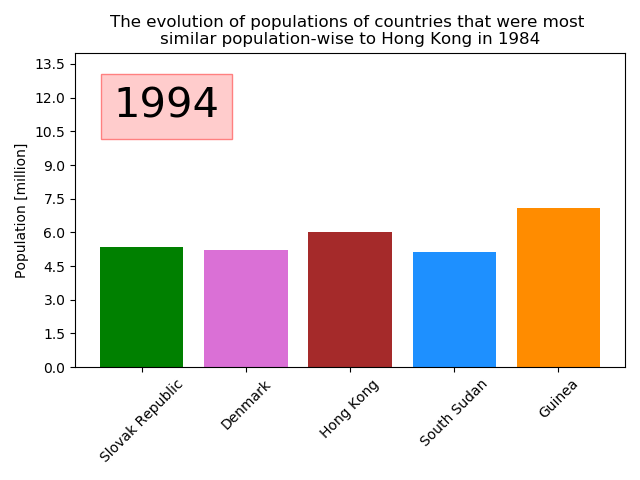 The evolution of populations of countries that were most
similar population-wise to Hong Kong in 1984
1994
Population [million]
13.5
12.0
10.5
9.0
7.5
6.0
4.5
3.0
1.5
0.0
Slovak Republic
Denmark
Hong Kong
South Sudan
Guinea